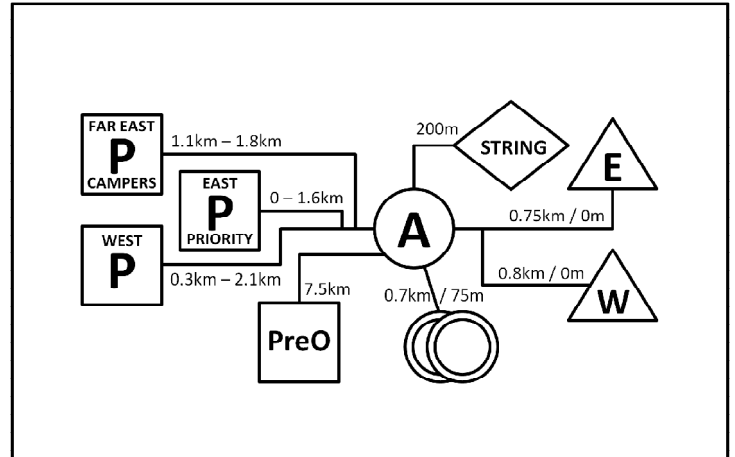 FAR EAST
P
CAMPERS
1.1km – 1.8km
200m
STRING
E
EAST
P
PRIORITY
0 – 1.6km
A
0.75km / 0m
WEST
P
0.3km – 2.1km
0.8km / 0m
W
7.5km
0.7km / 75m
PreO